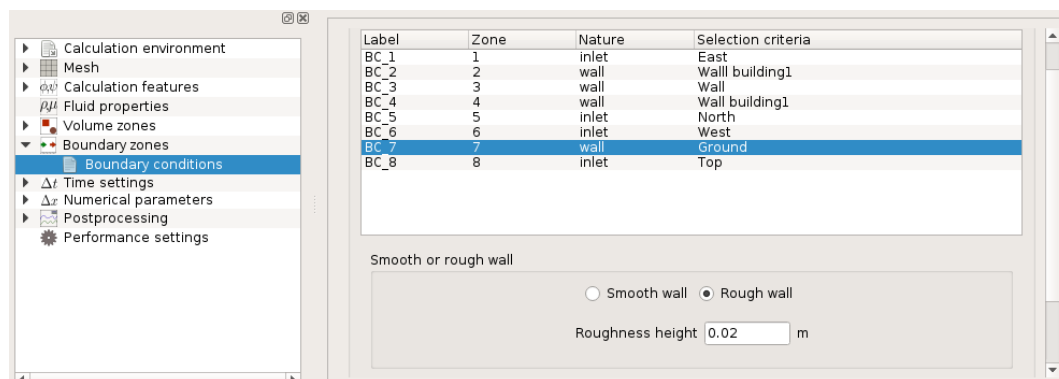 Calculation environment
Mesh
Calculation features
Fluid properties
Volume zones
Boundary zones
Boundary conditions
Δt Time settings
Δx Numerical parameters
Postprocessing
Performance settings
Label Zone Nature Selection criteria
BC_1 1 inlet East
BC_2 2 wall Walll building1
BC_3 3 wall Wall
BC_4 4 wall Wall building1
BC_5 5 inlet North
BC_6 6 inlet West
BC_7 7 wall Ground
BC_8 8 inlet Top
Smooth or rough wall
Smooth wall Rough wall
Roughness height 0.02 m